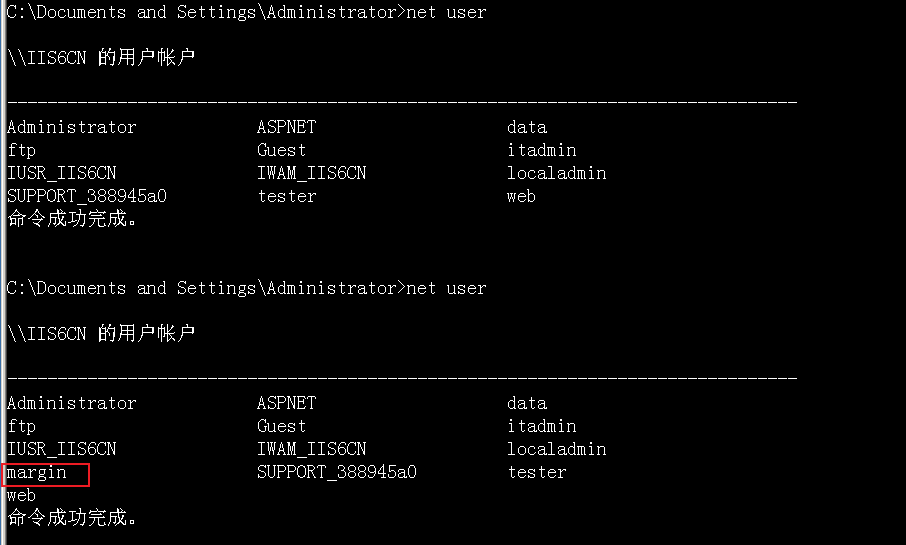 C:\Documents and Settings\Administrator>net user
\\IIS6CN 的用户帐户
-------------------------------------------------------------------------------
Administrator ASPNET data
ftp Guest itadmin
IUSR_IIS6CN IWAM_IIS6CN localadmin
SUPPORT_388945a0 tester web
命令成功完成。
C:\Documents and Settings\Administrator>net user
\\IIS6CN 的用户帐户
-------------------------------------------------------------------------------
Administrator ASPNET data
ftp Guest itadmin
IUSR_IIS6CN IWAM_IIS6CN localadmin
margin SUPPORT_388945a0 tester
web
命令成功完成。